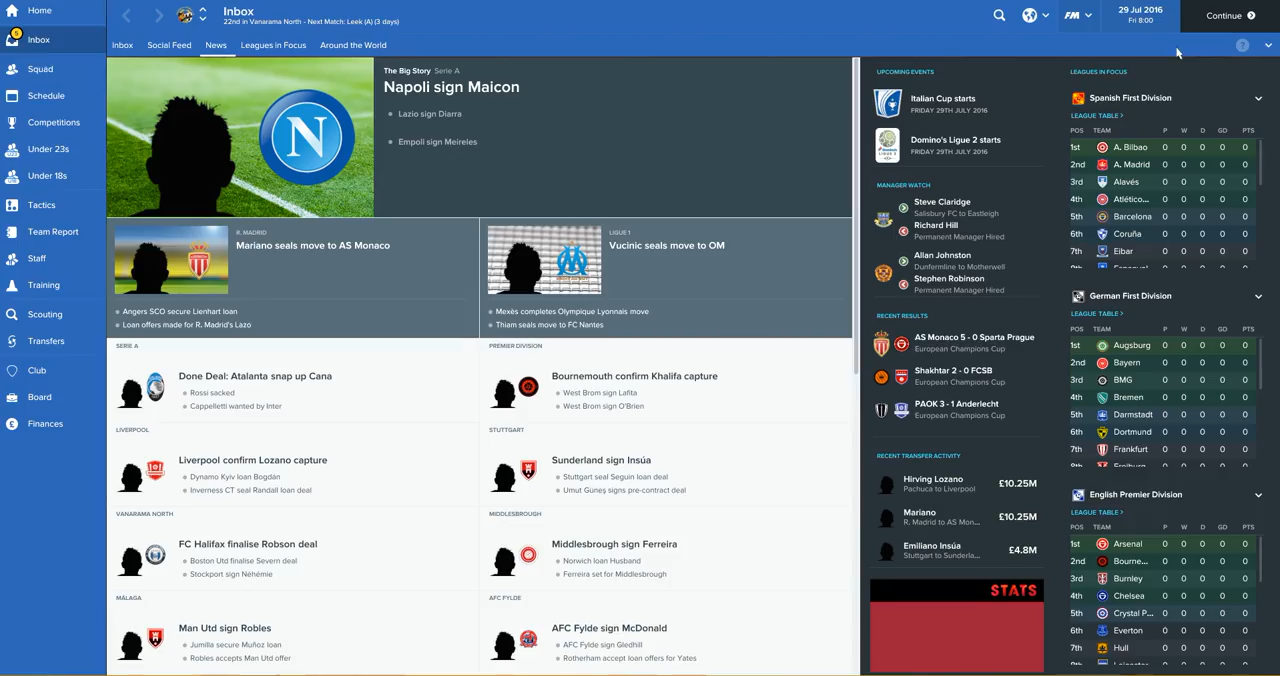 Home
5
Inbox
Squad
Schedule
Competitions
Under 23s
Under 18s
Tactics
Team Report
Staff
Training
Scouting
Transfers
Club
Board
Finances
Inbox
22nd in Vanarama North - Next Match: Leek (A) (3 days)
FM
29 Jul 2016
Fri 8:00
Continue
Inbox
Social Feed
News
Leagues in Focus
Around the World
?
N
The Big Story Serie A
Napoli sign Maicon
Lazio sign Diarra
Empoli sign Meireles
R. MADRID
Mariano seals move to AS Monaco
Angers SCO secure Lienhart loan
Loan offers made for R. Madrid's Lazo
LIGUE 1
Vucinic seals move to OM
Mexès completes Olympique Lyonnais move
Thiam seals move to FC Nantes
SERIE A
Done Deal: Atalanta snap up Cana
Rossi sacked
Cappelletti wanted by Inter
PREMIER DIVISION
Bournemouth confirm Khalifa capture
West Brom sign Lafita
West Brom sign O'Brien
LIVERPOOL
Liverpool confirm Lozano capture
Dynamo Kyiv loan Bogdán
Inverness CT seal Randall loan deal
STUTTGART
Sunderland sign Insúa
Stuttgart seal Seguin loan deal
Umut Güneş signs pre-contract deal
VANARAMA NORTH
FC Halifax finalise Robson deal
Boston Utd finalise Severn deal
Stockport sign Néhémie
MIDDLESBROUGH
Middlesbrough sign Ferreira
Norwich loan Husband
Ferreira set for Middlesbrough
MÁLAGA
Man Utd sign Robles
Jumilla secure Muñoz loan
Robles accepts Man Utd offer
AFC FYLDE
AFC Fylde sign McDonald
AFC Fylde sign Gledhill
Rotherham accept loan offers for Yates
UPCOMING EVENTS
Italian Cup starts
FRIDAY 29TH JULY 2016
Domino's Ligue 2 starts
FRIDAY 29TH JULY 2016
MANAGER WATCH
Steve Claridge
Salisbury FC to Eastleigh
Richard Hill
Permanent Manager Hired
Allan Johnston
Dunfermline to Motherwell
Stephen Robinson
Permanent Manager Hired
RECENT RESULTS
AS Monaco 5 - 0 Sparta Prague
European Champions Cup
Shakhtar 2 - 0 FCSB
European Champions Cup
PAOK 3 - 1 Anderlecht
European Champions Cup
RECENT TRANSFER ACTIVITY
Hirving Lozano
Pachuca to Liverpool
£10.25M
Mariano
R. Madrid to AS Mon...
£10.25M
Emiliano Insúa
Stuttgart to Sunderla...
£4.8M
STATS
LEAGUES IN FOCUS
Spanish First Division
LEAGUE TABLE >
POS TEAM P W D GD PTS
1st A. Bilbao 0 0 0 0 0
2nd A. Madrid 0 0 0 0 0
3rd Alavés 0 0 0 0 0
4th Atlético... 0 0 0 0 0
5th Barcelona 0 0 0 0 0
6th Coruña 0 0 0 0 0
7th Eibar 0 0 0 0 0
German First Division
LEAGUE TABLE >
POS TEAM P W D GD PTS
1st Augsburg 0 0 0 0 0
2nd Bayern 0 0 0 0 0
3rd BMG 0 0 0 0 0
4th Bremen 0 0 0 0 0
5th Darmstadt 0 0 0 0 0
6th Dortmund 0 0 0 0 0
7th Frankfurt 0 0 0 0 0
English Premier Division
LEAGUE TABLE >
POS TEAM P W D GD PTS
1st Arsenal 0 0 0 0 0
2nd Bourne... 0 0 0 0 0
3rd Burnley 0 0 0 0 0
4th Chelsea 0 0 0 0 0
5th Crystal P... 0 0 0 0 0
6th Everton 0 0 0 0 0
7th Hull 0 0 0 0 0